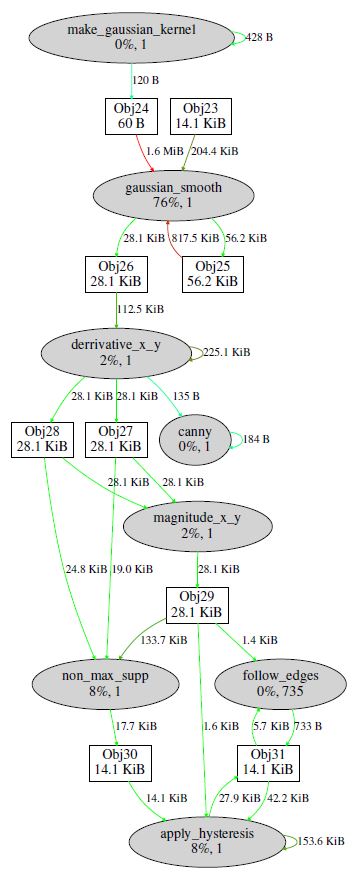 make_gaussian_kernel
0%, 1
428 B
120 B
Obj24
60 B
Obj23
14.1 KiB
1.6 MiB
204.4 KiB
gaussian_smooth
76%, 1
28.1 KiB
817.5 KiB
56.2 KiB
Obj26
28.1 KiB
Obj25
56.2 KiB
112.5 KiB
derrivative_x_y
2%, 1
225.1 KiB
28.1 KiB
28.1 KiB
135 B
Obj28
28.1 KiB
Obj27
28.1 KiB
canny
0%, 1
184 B
28.1 KiB
28.1 KiB
magnitude_x_y
2%, 1
24.8 KiB
19.0 KiB
28.1 KiB
Obj29
28.1 KiB
133.7 KiB
1.4 KiB
non_max_supp
8%, 1
follow_edges
0%, 735
17.7 KiB
1.6 KiB
5.7 KiB
733 B
Obj30
14.1 KiB
Obj31
14.1 KiB
14.1 KiB
27.9 KiB
42.2 KiB
apply_hysteresis
8%, 1
153.6 KiB